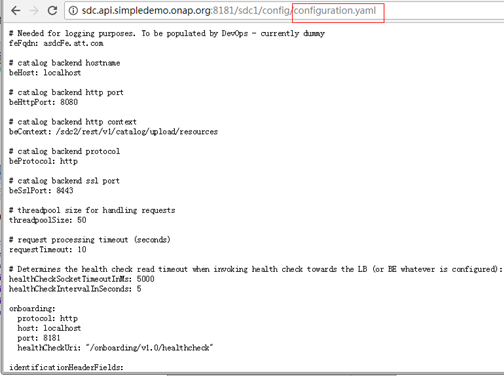 sdc.api.simpledemo.onap.org:8181/sdc1/config/configuration.yaml
# Needed for logging purposes. To be populated by DevOps - currently dummy
feFqdn: asdcFe.att.com
# catalog backend hostname
beHost: localhost
# catalog backend http port
beHttpPort: 8080
# catalog backend http context
beContext: /sdc2/rest/v1/catalog/upload/resources
# catalog backend protocol
beProtocol: http
# catalog backend ssl port
beSslPort: 8443
# threadpool size for handling requests
threadpoolSize: 50
# request processing timeout (seconds)
requestTimeout: 10
# Determines the health check read timeout when invoking health check towards the LB (or BE whatever is configured):
healthCheckSocketTimeoutInMs: 5000
healthCheckIntervalInSeconds: 5
onboarding:
protocol: http
host: localhost
port: 8181
healthCheckUri: "/onboarding/v1.0/healthcheck"
identificationHeaderFields: